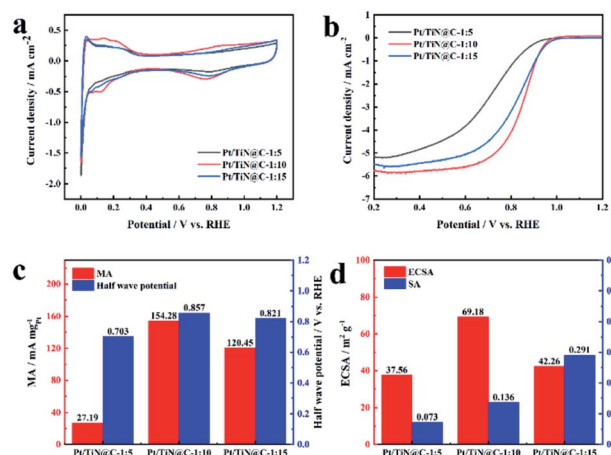 a
Current density / mA cm⁻²
0.5
0.0
-0.5
-1.0
-1.5
-2.0
Pt/TiN@C-1:5
Pt/TiN@C-1:10
Pt/TiN@C-1:15
0.0 0.2 0.4 0.6 0.8 1.0 1.2
Potential / V vs. RHE
b
Current density / mA cm⁻²
1
0
-1
-2
-3
-4
-5
-6
Pt/TiN@C-1:5
Pt/TiN@C-1:10
Pt/TiN@C-1:15
0.2 0.4 0.6 0.8 1.0 1.2
Potential / V vs. RHE
c
MA / mA mg⁻¹Pt
200
160
120
80
40
0
MA
Half wave potential
27.19
0.703
154.28
0.857
120.45
0.821
Pt/TiN@C-1:5 Pt/TiN@C-1:10 Pt/TiN@C-1:15
1.2
1.0
0.8
0.6
0.4
0.2
0.0
Half wave potential / V vs. RHE
d
ECSA / m² g⁻¹
100
80
60
40
20
0
ECSA
SA
37.56
0.073
69.18
0.136
42.26
0.291
Pt/TiN@C-1:5 Pt/TiN@C-1:10 Pt/TiN@C-1:15